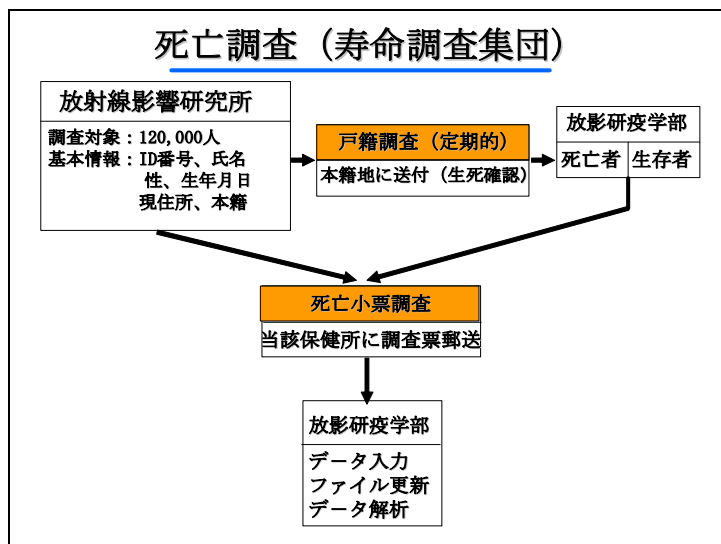 死亡調査（寿命調査集団）
放射線影響研究所
調査対象：120,000人
基本情報：ID番号、氏名
性、生年月日
現住所、本籍
戸籍調査（定期的）
本籍地に送付（生死確認）
放影研疫学部
死亡者 生存者
死亡小票調査
当該保健所に調査票郵送
放影研疫学部
データ入力
ファイル更新
データ解析